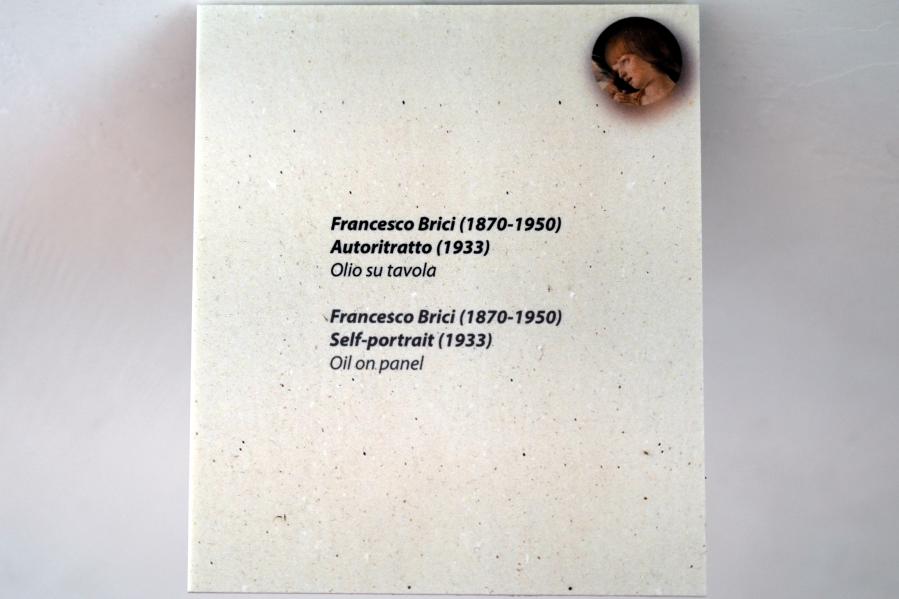 Francesco Brici (1870-1950)
Autoritratto (1933)
Olio su tavola
Francesco Brici (1870-1950)
Self-portrait (1933)
Oil on panel